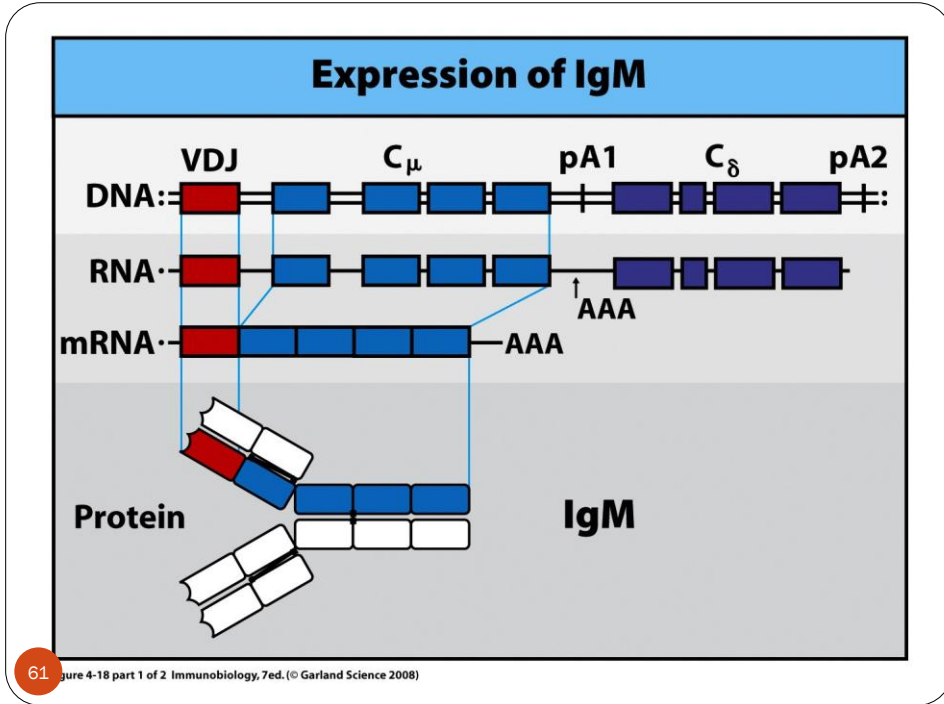 Expression of IgM
VDJ Cμ pA1 Cδ pA2
DNA:
RNA·
AAA
mRNA· AAA
Protein IgM
61
gure 4-18 part 1 of 2 Immunobiology, 7ed. (© Garland Science 2008)